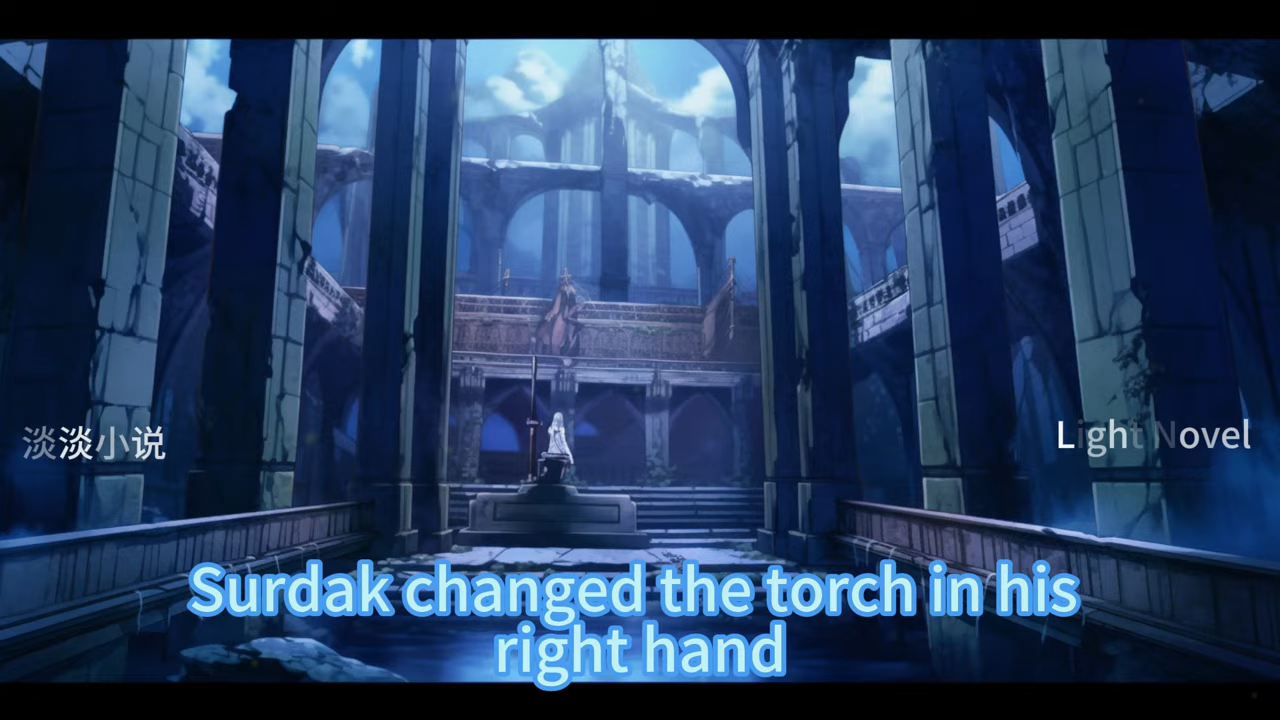 淡淡小说
Light Novel
Surdak changed the torch in his
right hand